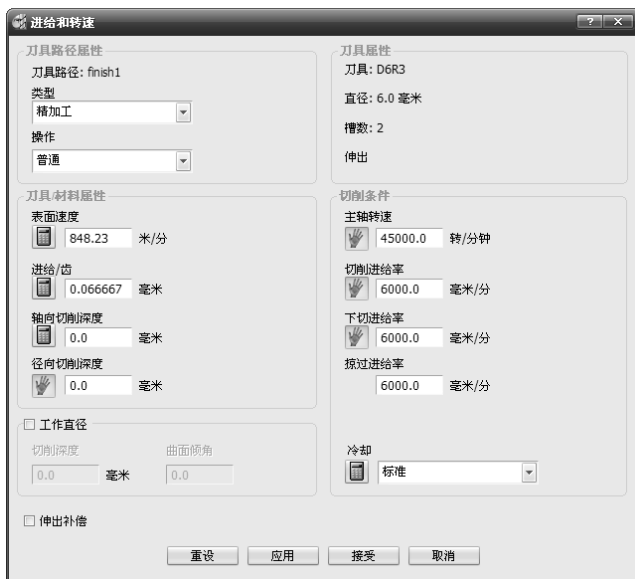 进给和转速
刀具路径属性
刀具路径: finish1
类型
精加工
操作
普通
刀具属性
刀具: D6R3
直径: 6.0 毫米
槽数: 2
伸出
刀具/材料属性
表面速度
848.23 米/分
进给/齿
0.066667 毫米
轴向切削深度
0.0 毫米
径向切削深度
0.0 毫米
切削条件
主轴转速
45000.0 转/分钟
切削进给率
6000.0 毫米/分
下切进给率
6000.0 毫米/分
掠过进给率
6000.0 毫米/分
冷却
标准
工作直径
切削深度 曲面倾角
0.0 毫米 0.0
伸出补偿
重设 应用 接受 取消